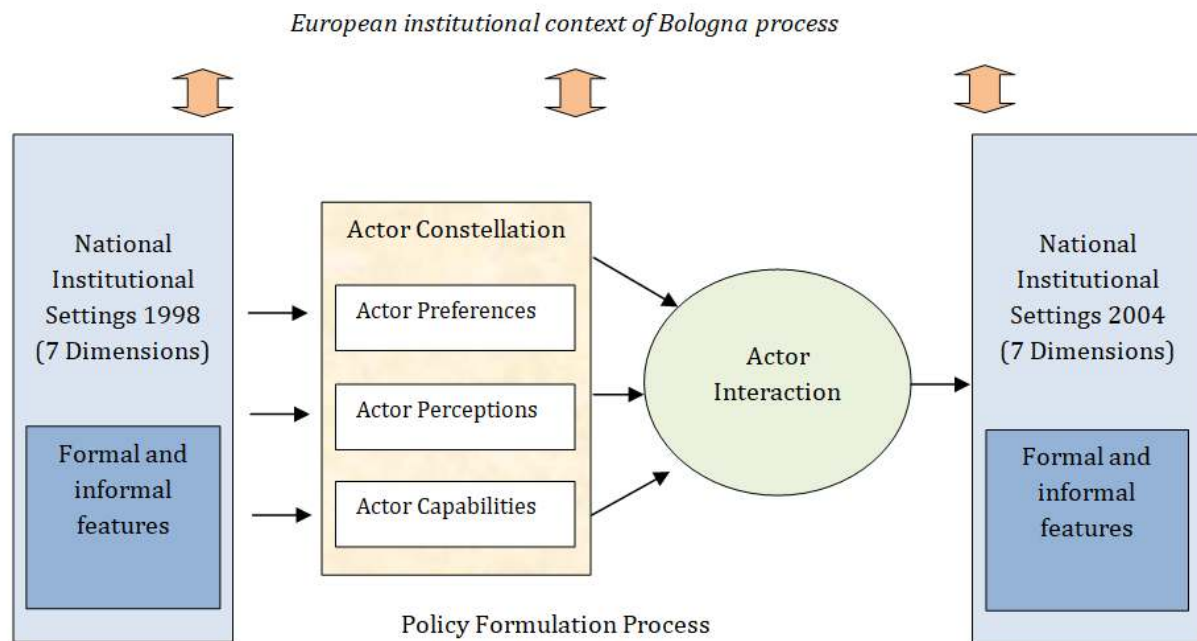 European institutional context of Bologna process
National
Institutional
Settings 1998
(7 Dimensions)
Formal and
informal
features
Actor Constellation
Actor Preferences
Actor Perceptions
Actor Capabilities
Actor
Interaction
National
Institutional
Settings 2004
(7 Dimensions)
Formal and
informal
features
Policy Formulation Process